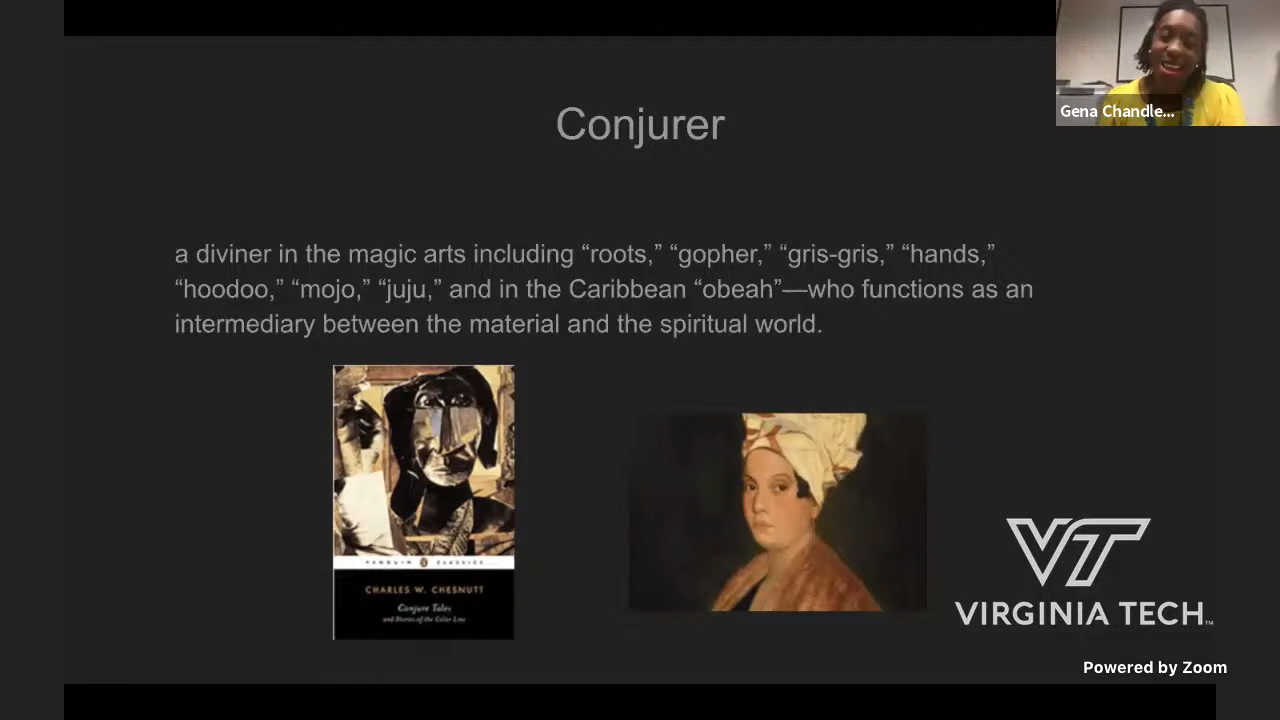 Conjurer
Gena Chandle...
a diviner in the magic arts including “roots,” “gopher,” “gris-gris,” “hands,”
“hoodoo,” “mojo,” “juju,” and in the Caribbean “obeah”—who functions as an
intermediary between the material and the spiritual world.
PENGUIN CLASSICS
CHARLES W. CHESNUTT
Conjure Tales
and Stories of the Color Line
VT
VIRGINIA TECH™
Powered by Zoom